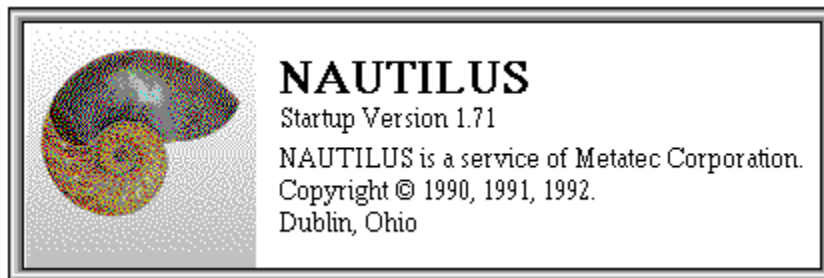 NAUTILUS
Startup Version 1.71
NAUTILUS is a service of Metatec Corporation.
Copyright © 1990, 1991, 1992.
Dublin, Ohio